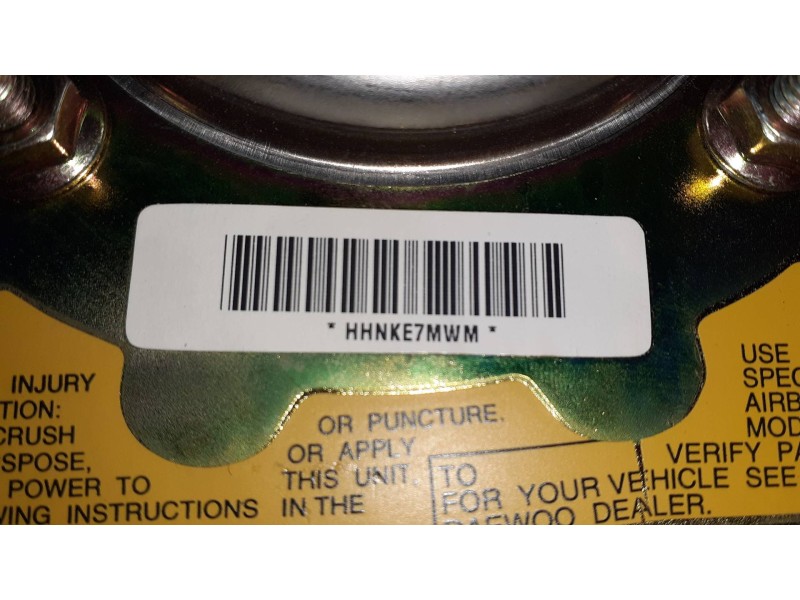 * HHNKE7MWM *
INJURY
TION:
CRUSH
SPOSE,
POWER TO
VING INSTRUCTIONS
OR PUNCTURE.
OR APPLY
THIS UNIT.
IN THE
USE
SPEC
AIRB
MOD
VERIFY PA
TO
FOR YOUR VEHICLE SEE
DAEWOO DEALER.